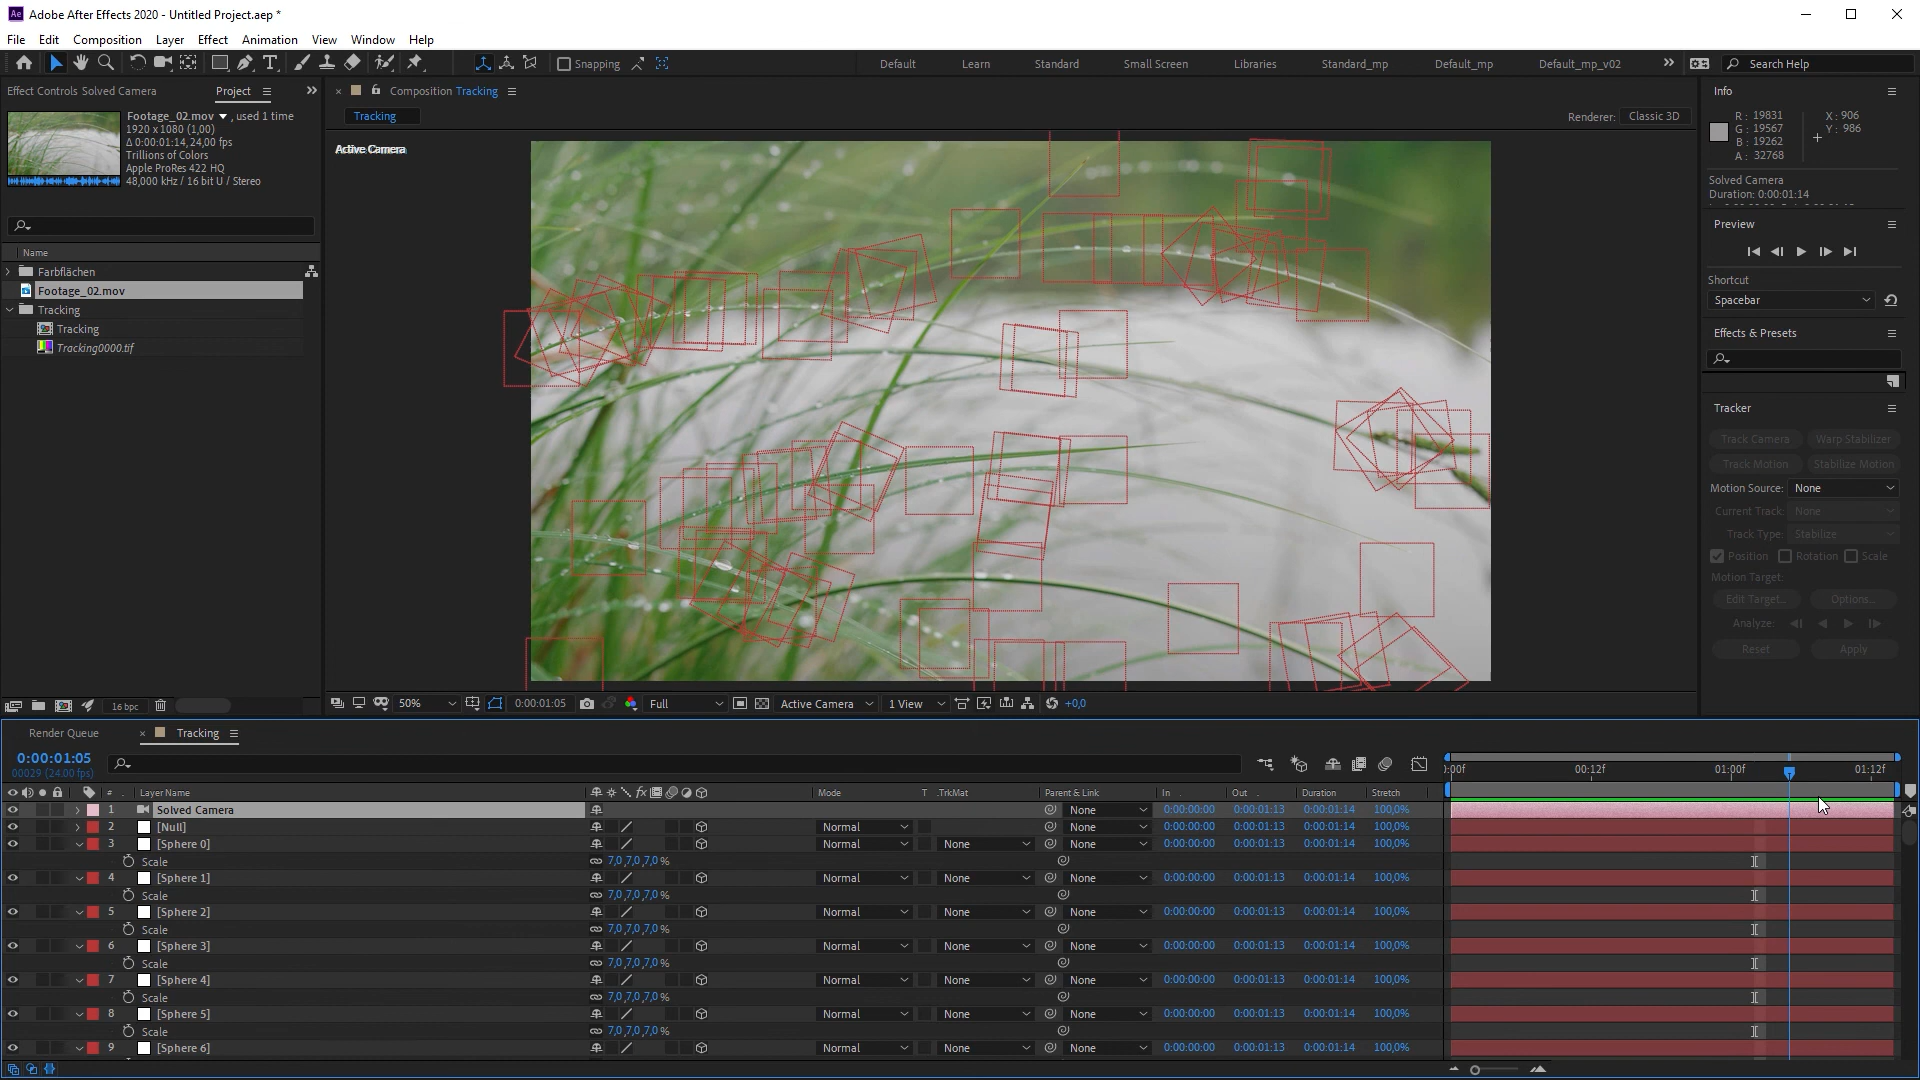 Ae Adobe After Effects 2020 - Untitled Project.aep *
File Edit Composition Layer Effect Animation View Window Help
Snapping Default Learn Standard Small Screen Libraries Standard_mp Default_mp Default_mp_v02 Search Help
Effect Controls Solved Camera Project
Footage_02.mov , used 1 time
1920 x 1080 (1,00)
Δ 0:00:01:14, 24,00 fps
Trillions of Colors
Apple ProRes 422 HQ
48,000 kHz / 16 bit U / Stereo
Name
Farbflächen
Footage_02.mov
Tracking
Tracking
Tracking0000.tif
16 bpc
Composition Tracking
Tracking
Renderer: Classic 3D
Active Camera
50% 0:00:01:05 Full Active Camera 1 View +0,0
Info
R : 19831
G : 19567
B : 19262
A : 32768
X : 906
Y : 986
Solved Camera
Duration: 0:00:01:14
Preview
Shortcut
Spacebar
Effects & Presets
Tracker
Track Camera Warp Stabilizer
Track Motion Stabilize Motion
Motion Source: None
Current Track: None
Track Type: Stabilize
Position Rotation Scale
Motion Target:
Edit Target... Options...
Analyze:
Reset Apply
Render Queue Tracking
0:00:01:05
00029 (24.00 fps)
):00f 00:12f 01:00f 01:12f
# Layer Name Mode T .TrkMat Parent & Link In Out Duration Stretch
1 Solved Camera None 0:00:00:00 0:00:01:13 0:00:01:14 100,0%
2 [Null] Normal None 0:00:00:00 0:00:01:13 0:00:01:14 100,0%
3 [Sphere 0] Normal None None 0:00:00:00 0:00:01:13 0:00:01:14 100,0%
Scale 7,0,7,0,7,0 %
4 [Sphere 1] Normal None None 0:00:00:00 0:00:01:13 0:00:01:14 100,0%
Scale 7,0,7,0,7,0 %
5 [Sphere 2] Normal None None 0:00:00:00 0:00:01:13 0:00:01:14 100,0%
Scale 7,0,7,0,7,0 %
6 [Sphere 3] Normal None None 0:00:00:00 0:00:01:13 0:00:01:14 100,0%
Scale 7,0,7,0,7,0 %
7 [Sphere 4] Normal None None 0:00:00:00 0:00:01:13 0:00:01:14 100,0%
Scale 7,0,7,0,7,0 %
8 [Sphere 5] Normal None None 0:00:00:00 0:00:01:13 0:00:01:14 100,0%
Scale 7,0,7,0,7,0 %
9 [Sphere 6] Normal None None 0:00:00:00 0:00:01:13 0:00:01:14 100,0%